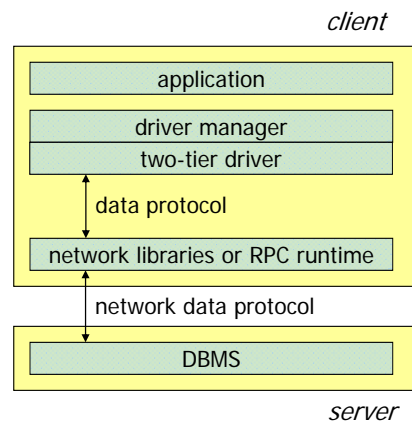 client
application
driver manager
two-tier driver
data protocol
network libraries or RPC runtime
network data protocol
DBMS
server